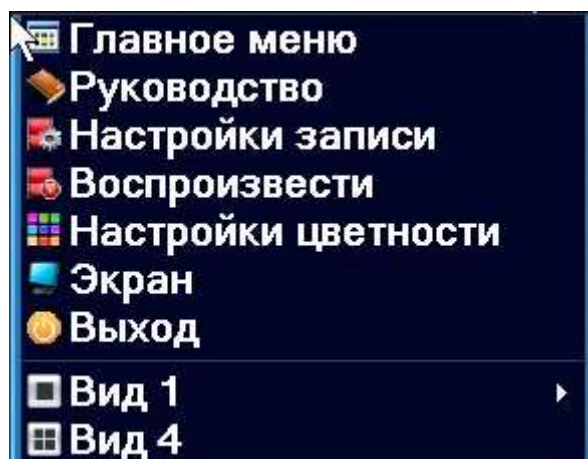 Главное меню
Руководство
Настройки записи
Воспроизвести
Настройки цветности
Экран
Выход
Вид 1
Вид 4